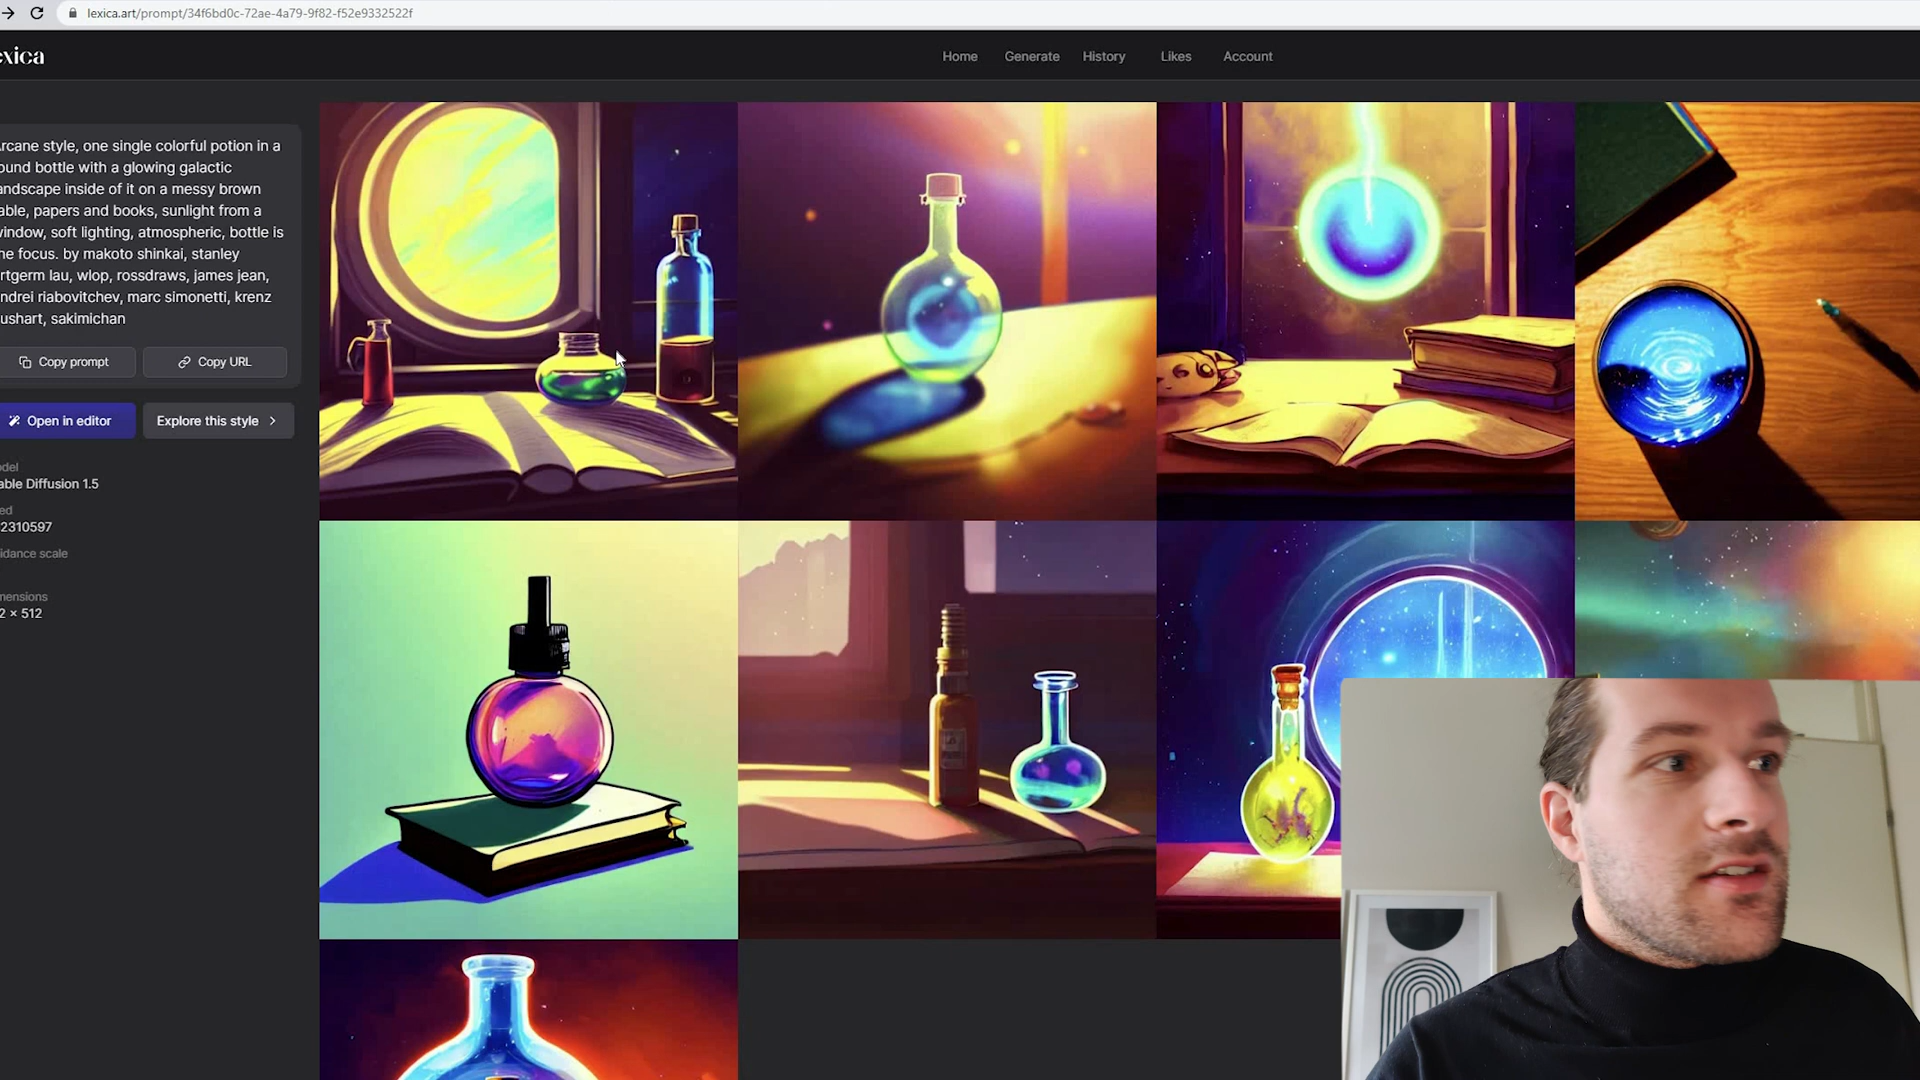 lexica.art/prompt/34f6bd0c-72ae-4a79-9f82-f52e9332522f
exica
Home
Generate
History
Likes
Account
rcane style, one single colorful potion in a
ound bottle with a glowing galactic
andscape inside of it on a messy brown
able, papers and books, sunlight from a
window, soft lighting, atmospheric, bottle is
he focus. by makoto shinkai, stanley
rtgerm lau, wlop, rossdraws, james jean,
ndrei riabovitchev, marc simonetti, krenz
ushart, sakimichan
Copy prompt
Copy URL
Open in editor
Explore this style
odel
able Diffusion 1.5
ed
2310597
idance scale
mensions
2 × 512